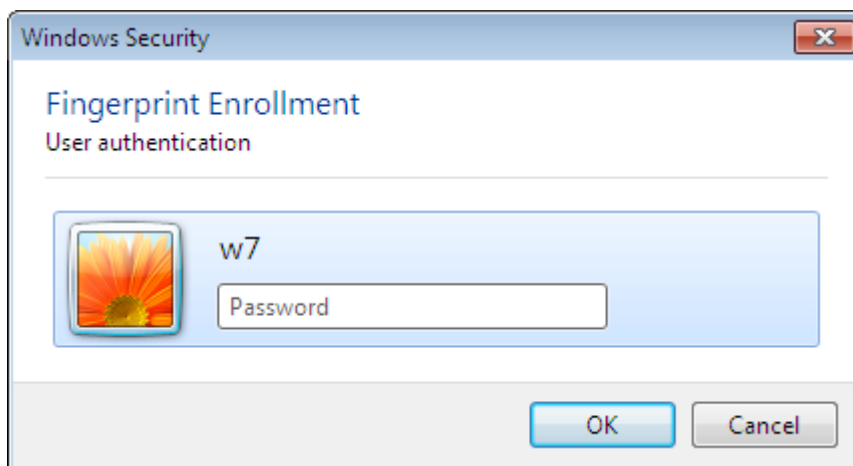 Windows Security
Fingerprint Enrollment
User authentication
w7
Password
OK Cancel